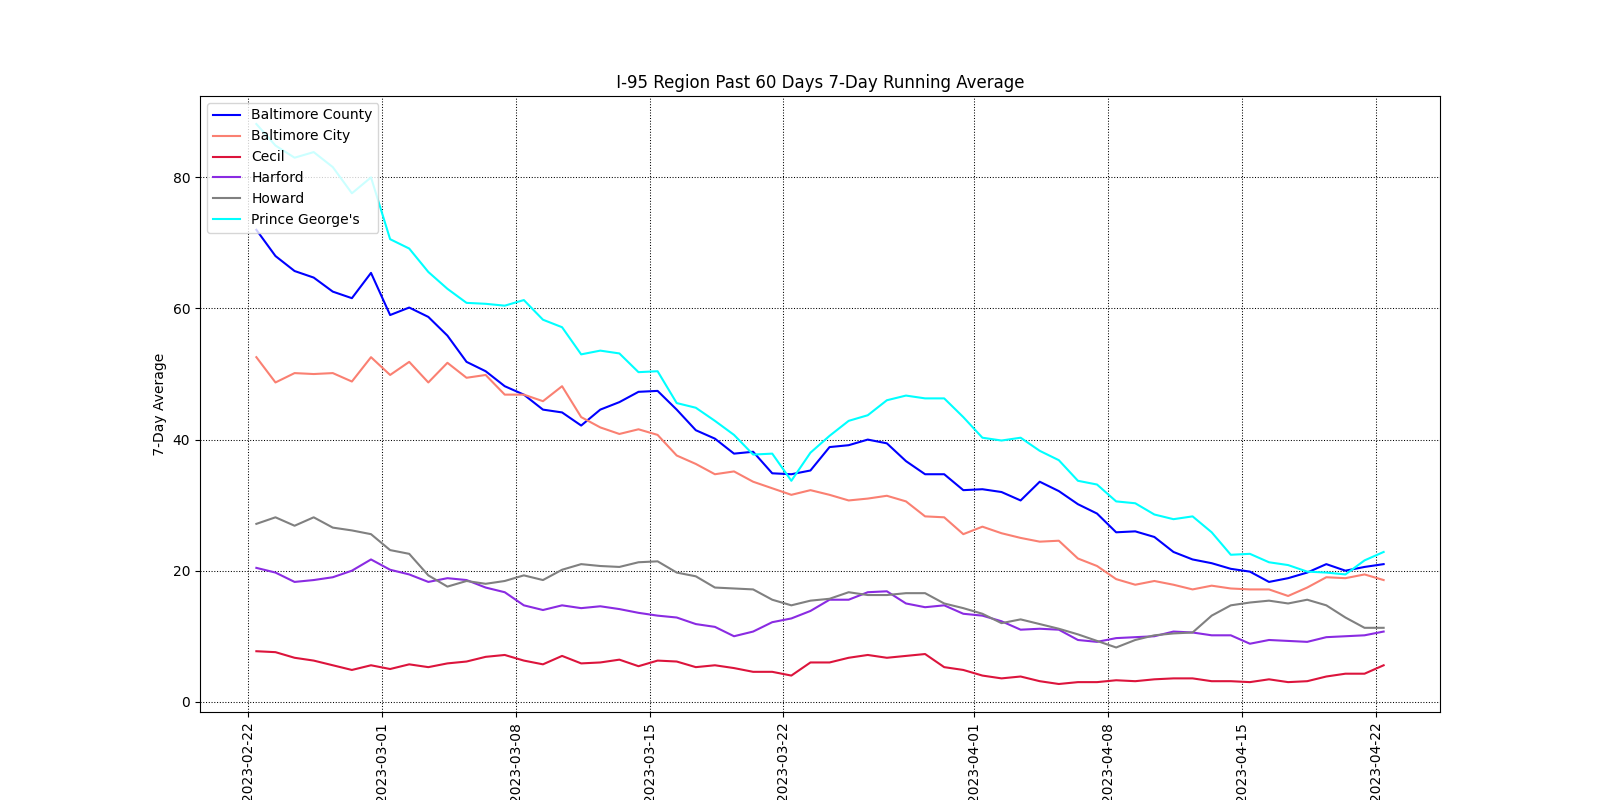 I-95 Region Past 60 Days 7-Day Running Average
Baltimore County
Baltimore City
Cecil
Harford
Howard
Prince George's
7-Day Average
80
60
40
20
0
2023-02-22
2023-03-01
2023-03-08
2023-03-15
2023-03-22
2023-04-01
2023-04-08
2023-04-15
2023-04-22